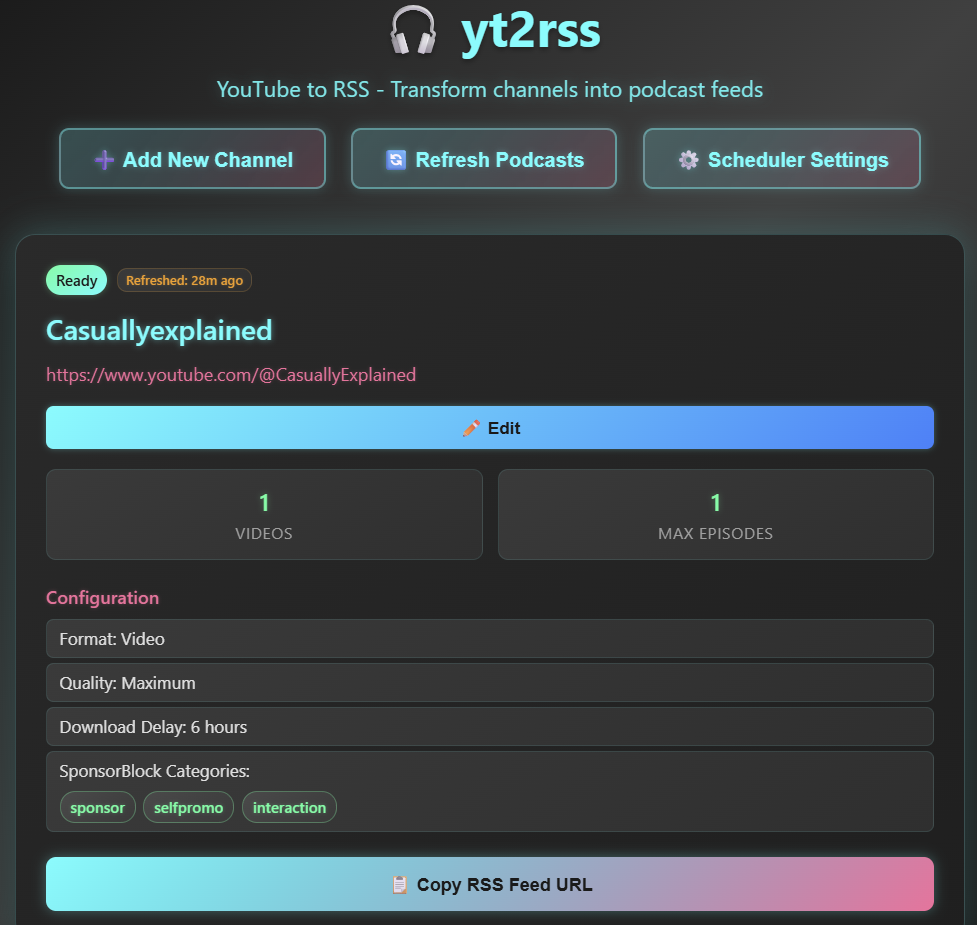 yt2rss
YouTube to RSS - Transform channels into podcast feeds
Add New Channel
Refresh Podcasts
Scheduler Settings
Ready
Refreshed: 28m ago
Casuallyexplained
https://www.youtube.com/@CasuallyExplained
Edit
1
VIDEOS
1
MAX EPISODES
Configuration
Format: Video
Quality: Maximum
Download Delay: 6 hours
SponsorBlock Categories:
sponsor selfpromo interaction
Copy RSS Feed URL